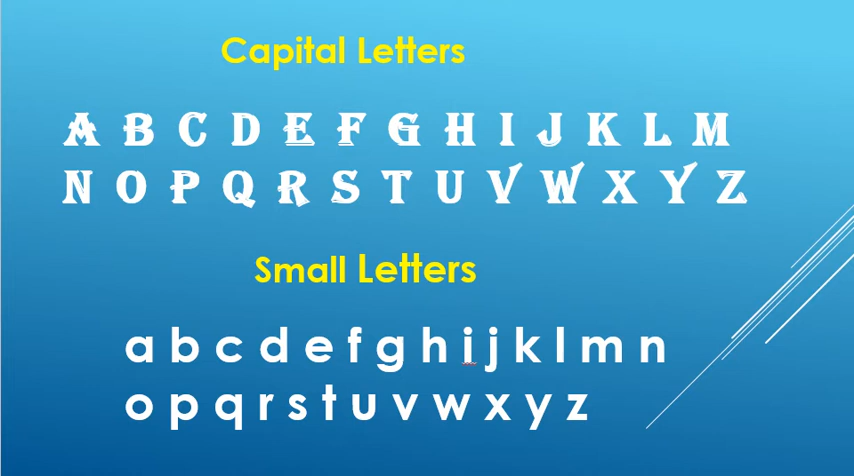 Capital Letters
A B C D E F G H I J K L M
N O P Q R S T U V W X Y Z
Small Letters
a b c d e f g h i j k l m n
o p q r s t u v w x y z